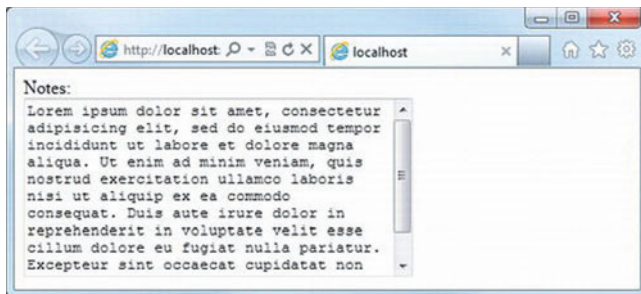 http://localhost:
localhost
Notes:
Lorem ipsum dolor sit amet, consectetur
adipisicing elit, sed do eiusmod tempor
incididunt ut labore et dolore magna
aliqua. Ut enim ad minim veniam, quis
nostrud exercitation ullamco laboris
nisi ut aliquip ex ea commodo
consequat. Duis aute irure dolor in
reprehenderit in voluptate velit esse
cillum dolore eu fugiat nulla pariatur.
Excepteur sint occaecat cupidatat non